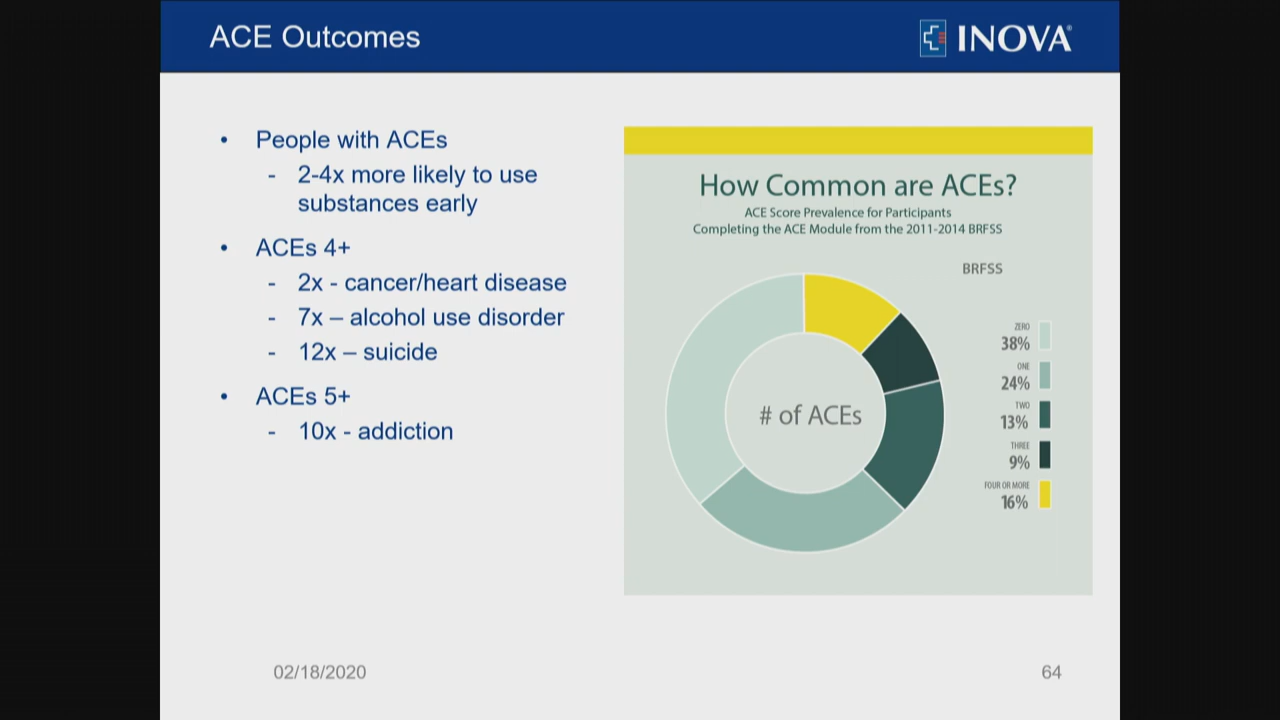 ACE Outcomes
INOVA®
• People with ACEs
- 2-4x more likely to use
substances early
• ACEs 4+
- 2x - cancer/heart disease
- 7x – alcohol use disorder
- 12x – suicide
• ACEs 5+
- 10x - addiction
How Common are ACEs?
ACE Score Prevalence for Participants
Completing the ACE Module from the 2011-2014 BRFSS
BRFSS
# of ACEs
ZERO
38%
ONE
24%
TWO
13%
THREE
9%
FOUR OR MORE
16%
02/18/2020
64